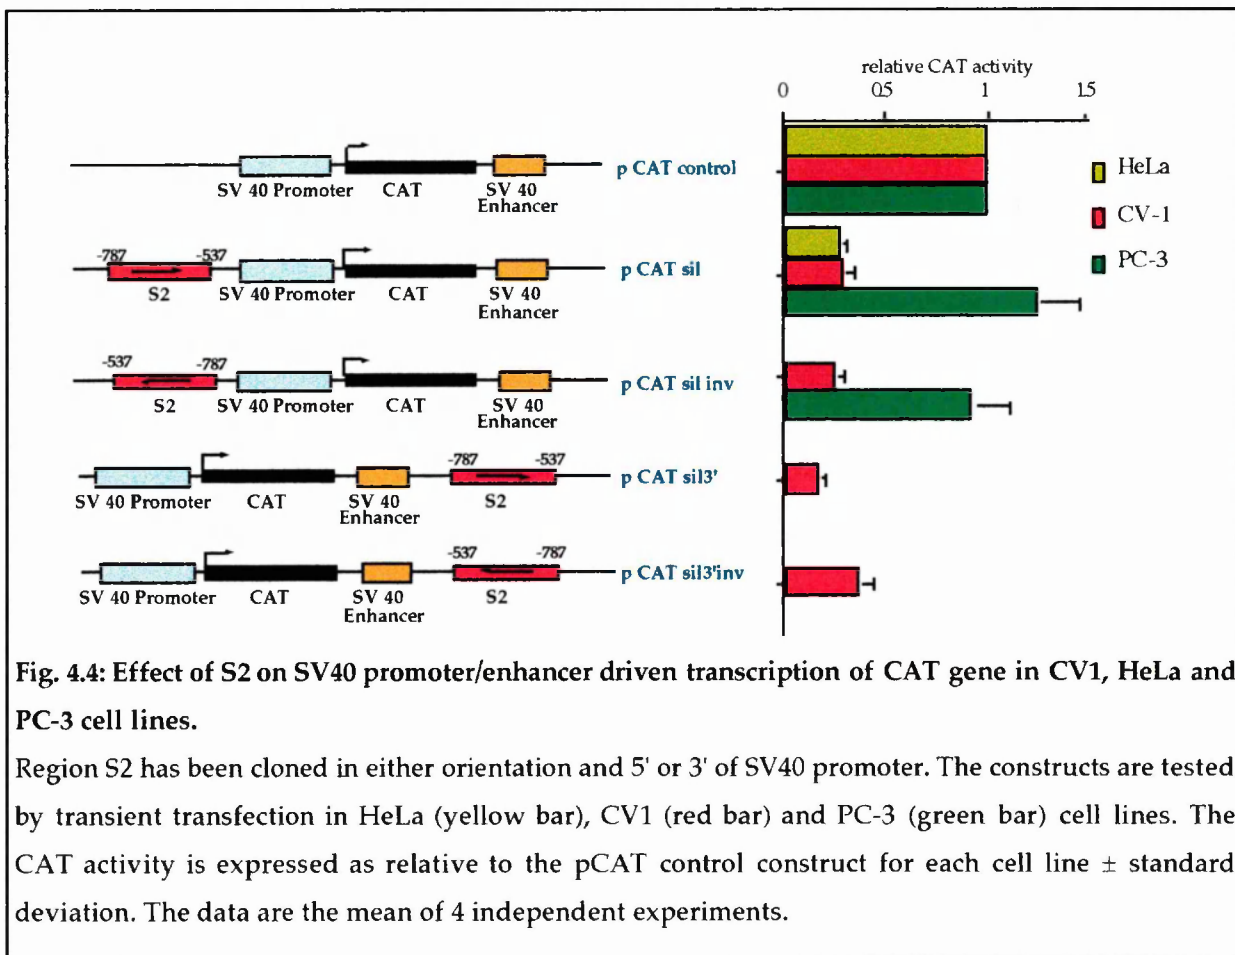 relative CAT activity
0 0.5 1 1.5
SV 40 Promoter CAT SV 40 Enhancer
p CAT control
HeLa
CV-1
PC-3
-787 -537
S2 SV 40 Promoter CAT SV 40 Enhancer
p CAT sil
-537 -787
S2 SV 40 Promoter CAT SV 40 Enhancer
p CAT sil inv
-787 -537
SV 40 Promoter CAT SV 40 Enhancer S2
p CAT sil3'
-537 -787
SV 40 Promoter CAT SV 40 Enhancer S2
p CAT sil3'inv
Fig. 4.4: Effect of S2 on SV40 promoter/enhancer driven transcription of CAT gene in CV1, HeLa and
PC-3 cell lines.
Region S2 has been cloned in either orientation and 5' or 3' of SV40 promoter. The constructs are tested
by transient transfection in HeLa (yellow bar), CV1 (red bar) and PC-3 (green bar) cell lines. The
CAT activity is expressed as relative to the pCAT control construct for each cell line ± standard
deviation. The data are the mean of 4 independent experiments.